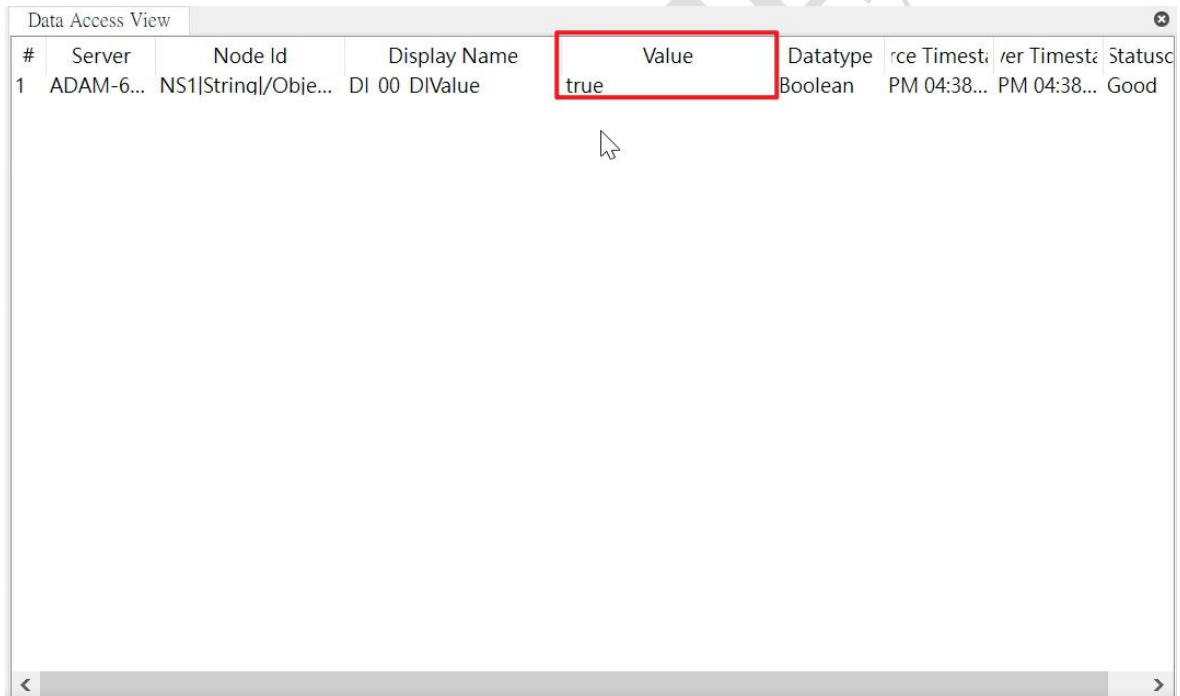 Data Access View
# Server Node Id Display Name Value Datatype rce Timesta ver Timesta Statusc
1 ADAM-6... NS1|String|/Obje... DI 00 DIValue true Boolean PM 04:38... PM 04:38... Good